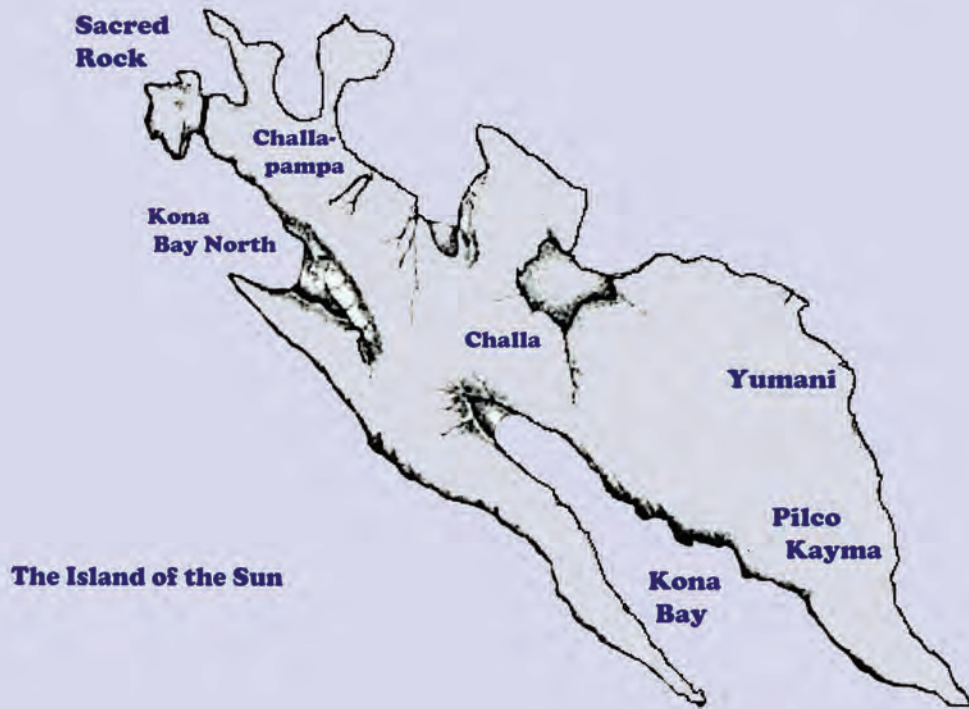 Sacred
Rock
Challa-
pampa
Kona
Bay North
Challa
Yumani
Pilco
Kayma
The Island of the Sun
Kona
Bay